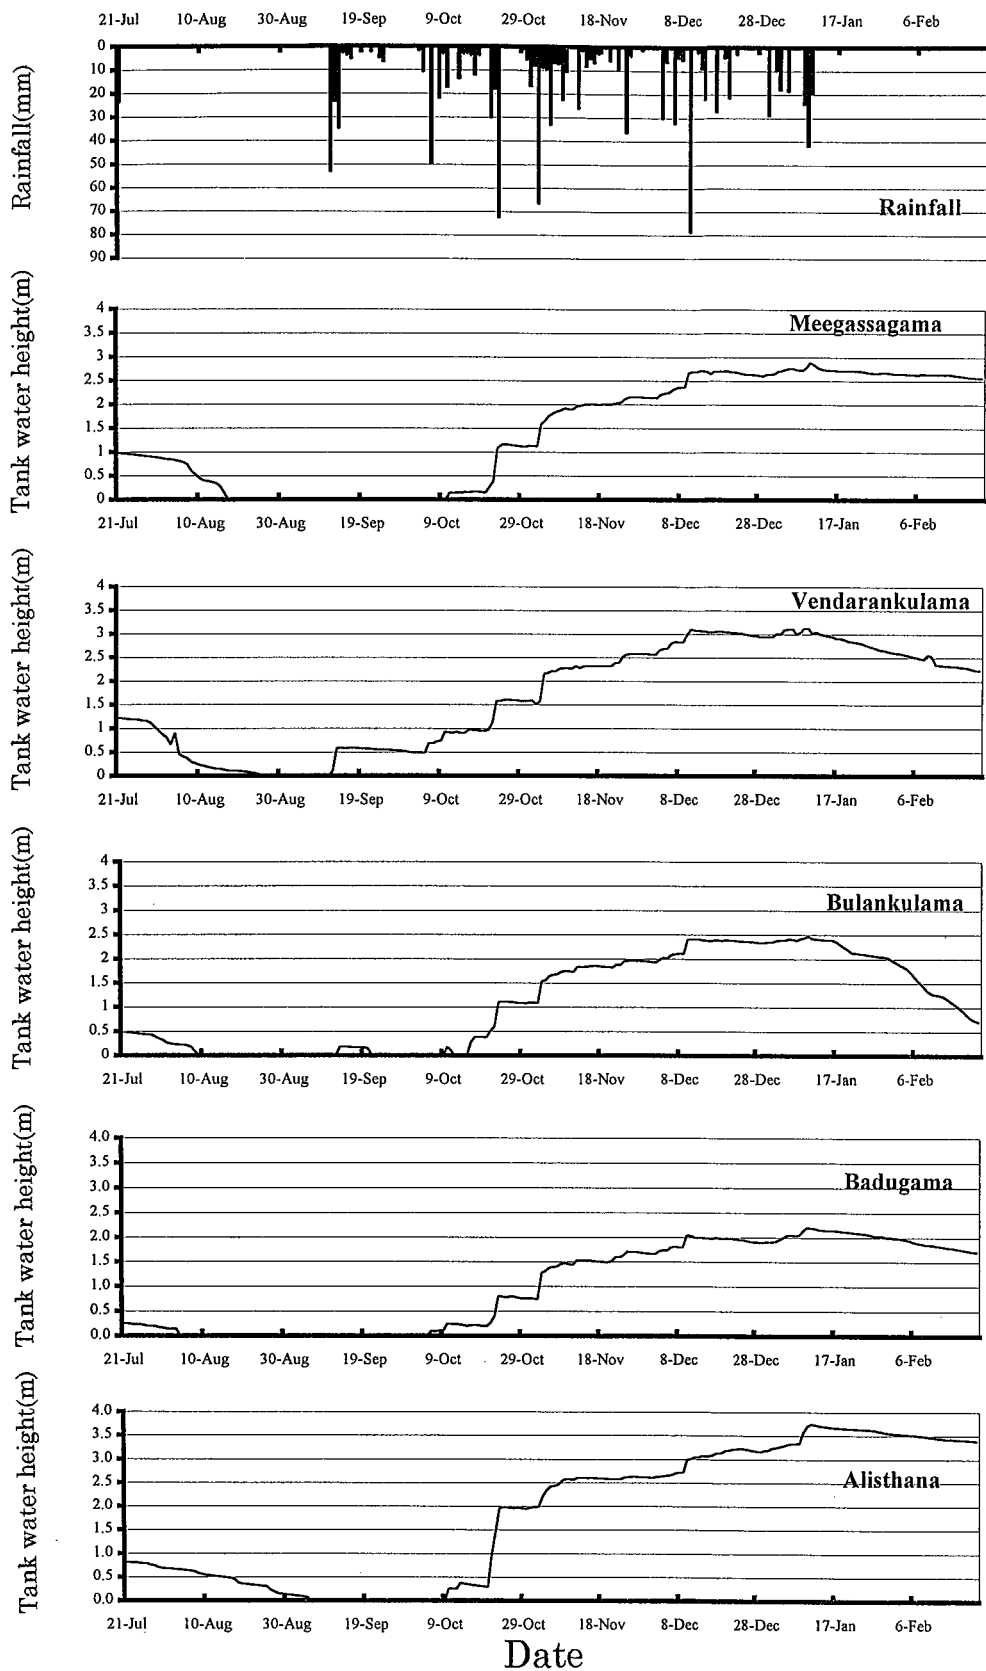 21-Jul 10-Aug 30-Aug 19-Sep 9-Oct 29-Oct 18-Nov 8-Dec 28-Dec 17-Jan 6-Feb
Rainfall(mm)
0
10
20
30
40
50
60
70
80
90
Rainfall
Tank water height(m)
4
3.5
3
2.5
2
1.5
1
0.5
0
Meegassagama
21-Jul 10-Aug 30-Aug 19-Sep 9-Oct 29-Oct 18-Nov 8-Dec 28-Dec 17-Jan 6-Feb
Tank water height(m)
4
3.5
3
2.5
2
1.5
1
0.5
0
Vendarankulama
21-Jul 10-Aug 30-Aug 19-Sep 9-Oct 29-Oct 18-Nov 8-Dec 28-Dec 17-Jan 6-Feb
Tank water height(m)
4
3.5
3
2.5
2
1.5
1
0.5
0
Bulankulama
21-Jul 10-Aug 30-Aug 19-Sep 9-Oct 29-Oct 18-Nov 8-Dec 28-Dec 17-Jan 6-Feb
Tank water height(m)
4.0
3.5
3.0
2.5
2.0
1.5
1.0
0.5
0.0
Badugama
21-Jul 10-Aug 30-Aug 19-Sep 9-Oct 29-Oct 18-Nov 8-Dec 28-Dec 17-Jan 6-Feb
Tank water height(m)
4.0
3.5
3.0
2.5
2.0
1.5
1.0
0.5
0.0
Alisthana
21-Jul 10-Aug 30-Aug 19-Sep 9-Oct 29-Oct 18-Nov 8-Dec 28-Dec 17-Jan 6-Feb
Date